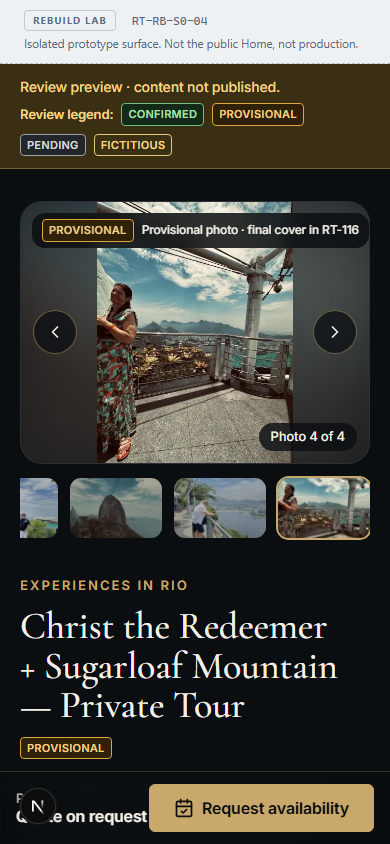 REBUILD LAB RT-RB-S0-04
Isolated prototype surface. Not the public Home, not production.
Review preview · content not published.
Review legend: CONFIRMED PROVISIONAL
PENDING FICTITIOUS
PROVISIONAL Provisional photo · final cover in RT-116
Photo 4 of 4
EXPERIENCES IN RIO
Christ the Redeemer
+ Sugarloaf Mountain
— Private Tour
PROVISIONAL
N
on request
Request availability